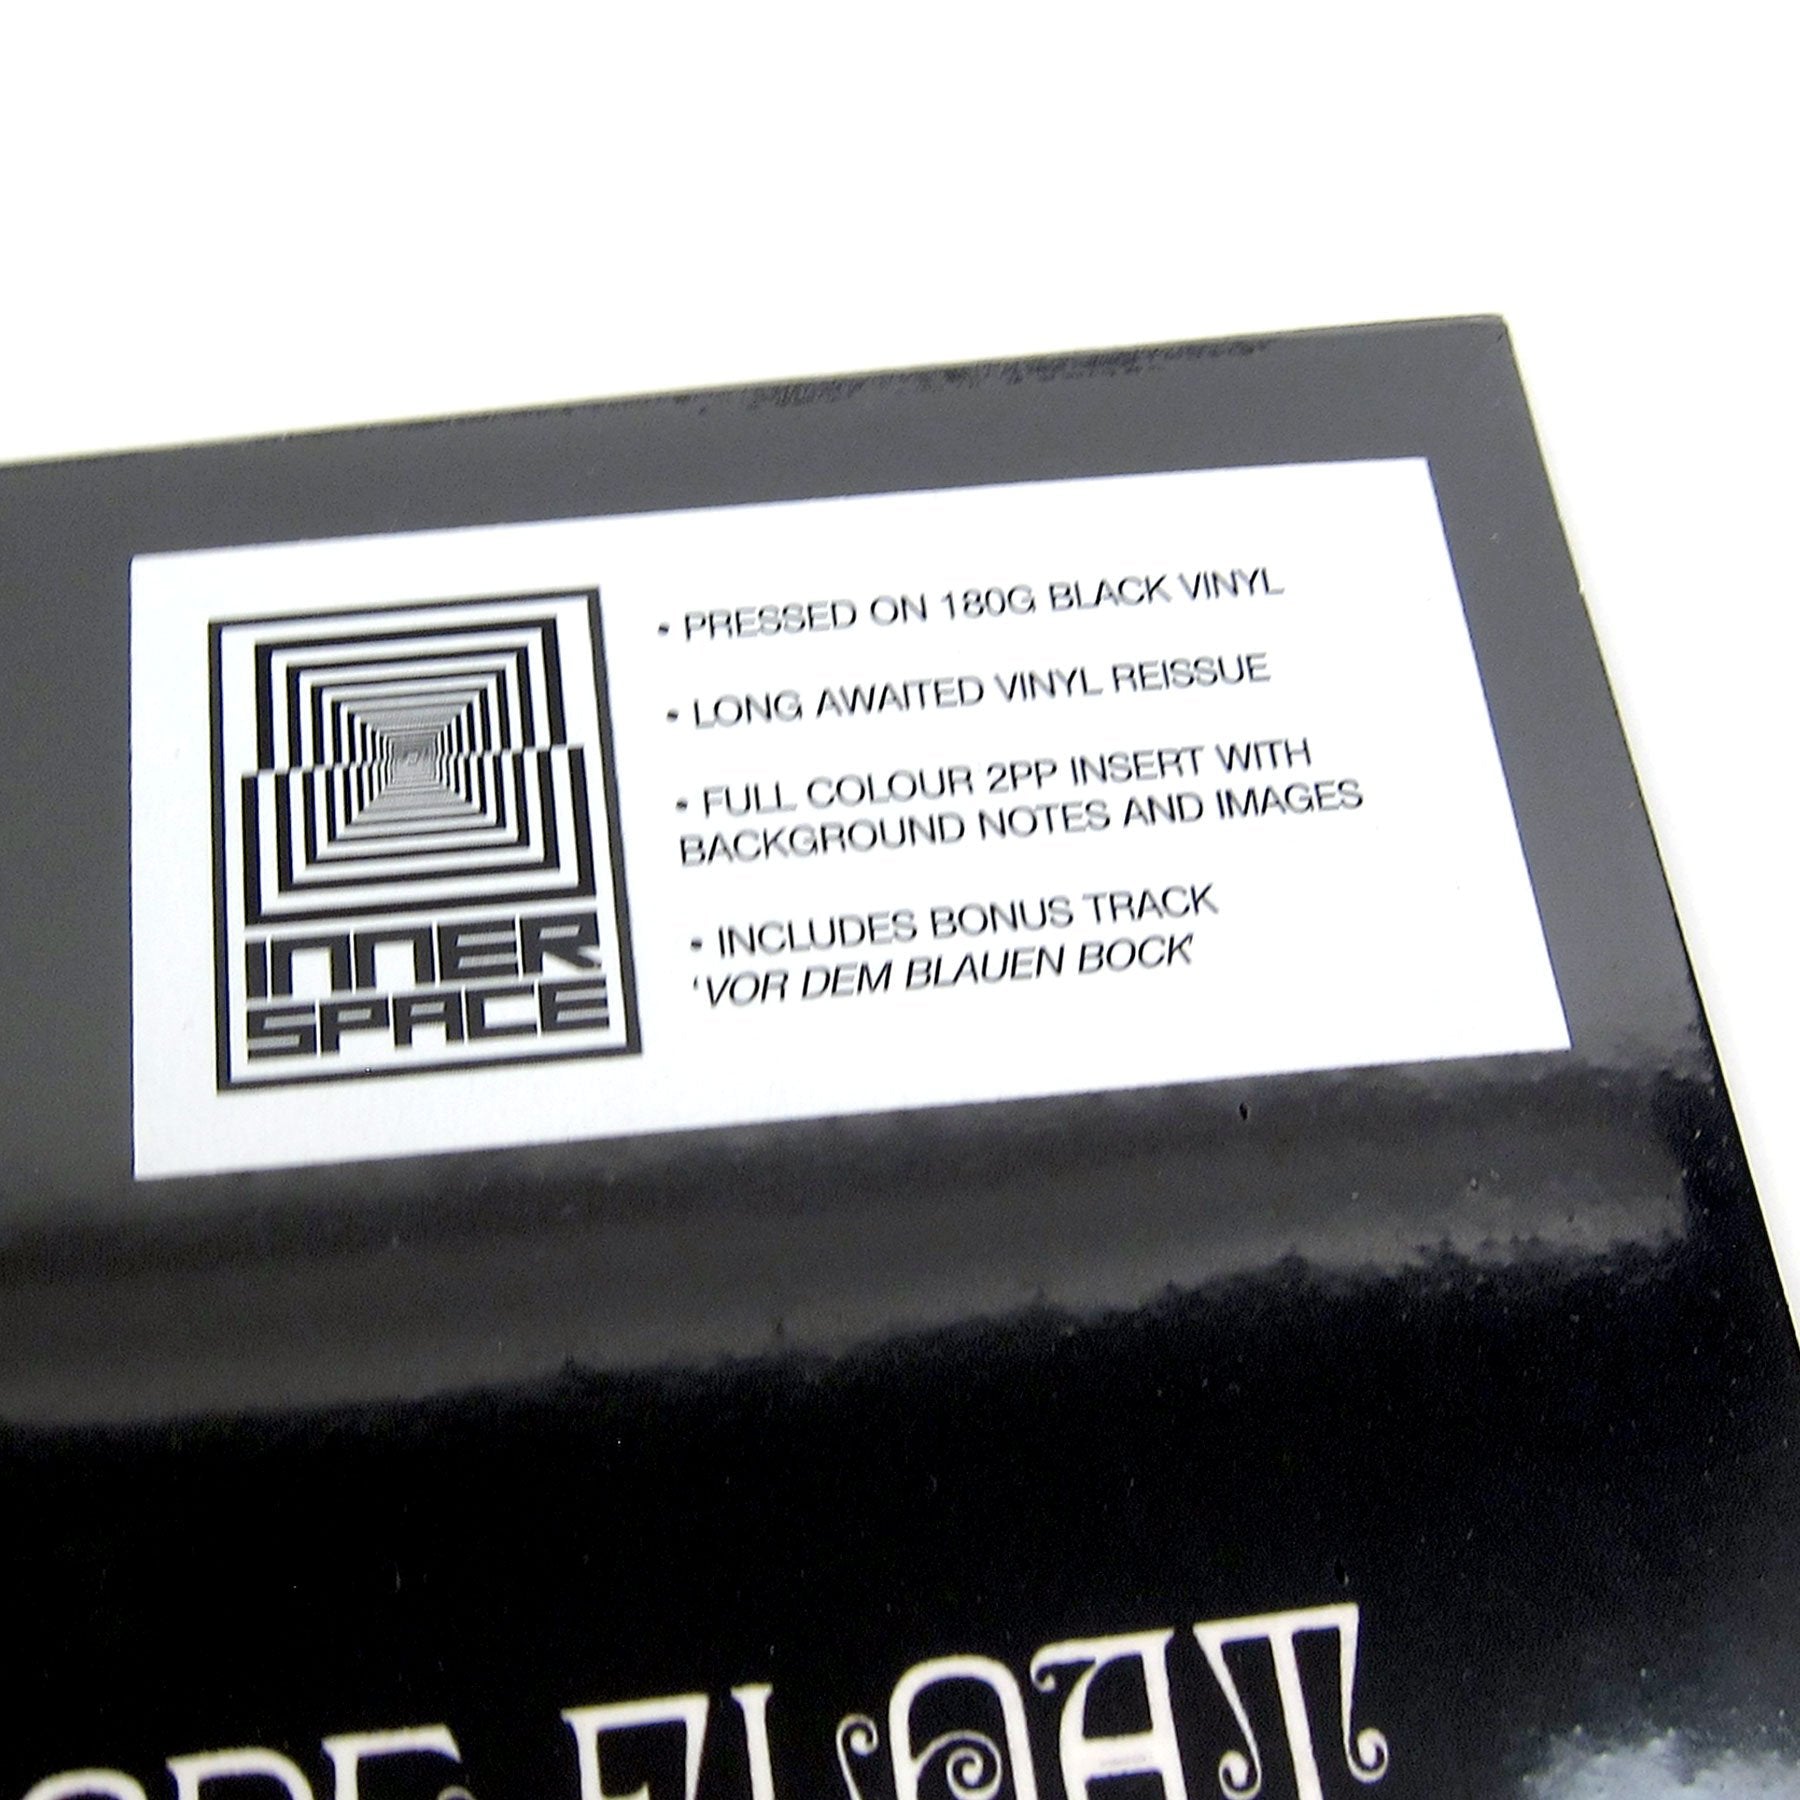 INNER
SPACE
• PRESSED ON 180G BLACK VINYL
• LONG AWAITED VINYL REISSUE
• FULL COLOUR 2PP INSERT WITH
BACKGROUND NOTES AND IMAGES
• INCLUDES BONUS TRACK
‘VOR DEM BLAUEN BOCK’
FLOAT